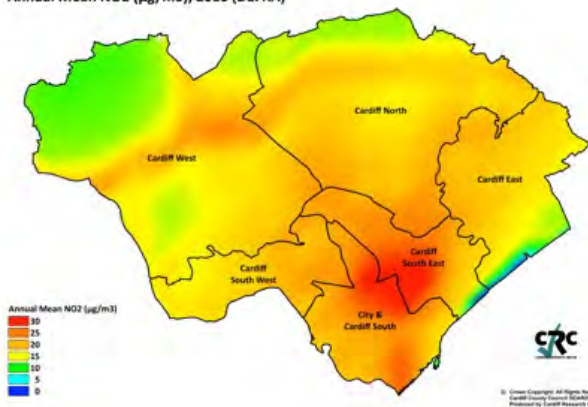 Cardiff North
Cardiff West
Cardiff East
Cardiff
South East
Cardiff
South West
City &
Cardiff South
Annual Mean NO2 (µg/m3)
30
25
20
15
10
5
0
CRC